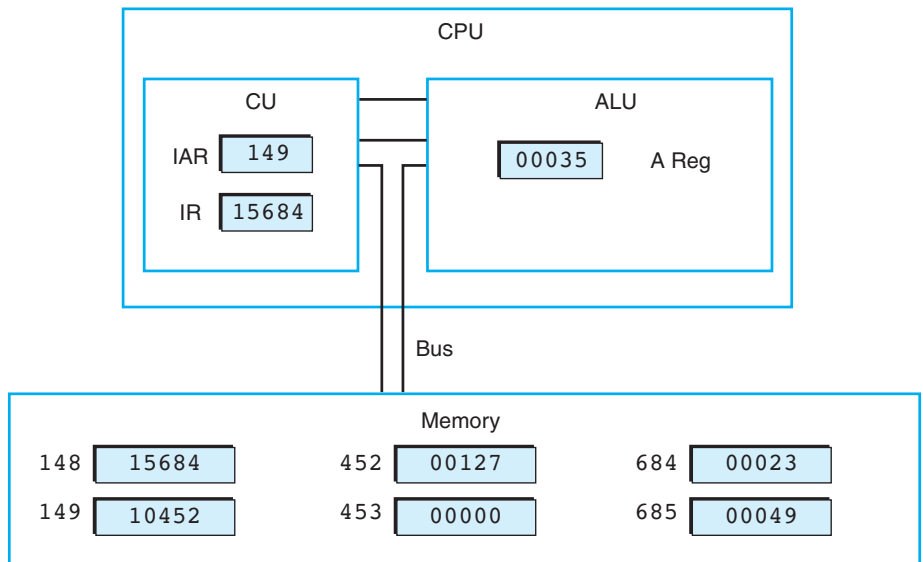 CPU
CU
ALU
IAR 149
00035 A Reg
IR 15684
Bus
Memory
148 15684 452 00127 684 00023
149 10452 453 00000 685 00049